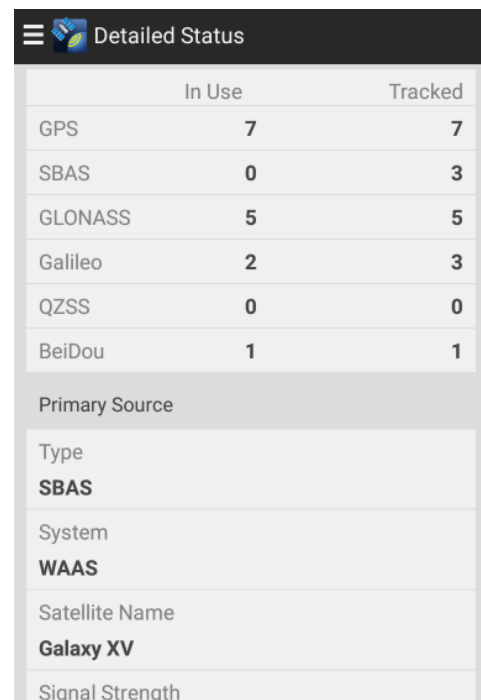 Detailed Status
In Use Tracked
GPS 7 7
SBAS 0 3
GLONASS 5 5
Galileo 2 3
QZSS 0 0
BeiDou 1 1
Primary Source
Type
SBAS
System
WAAS
Satellite Name
Galaxy XV
Signal Strength